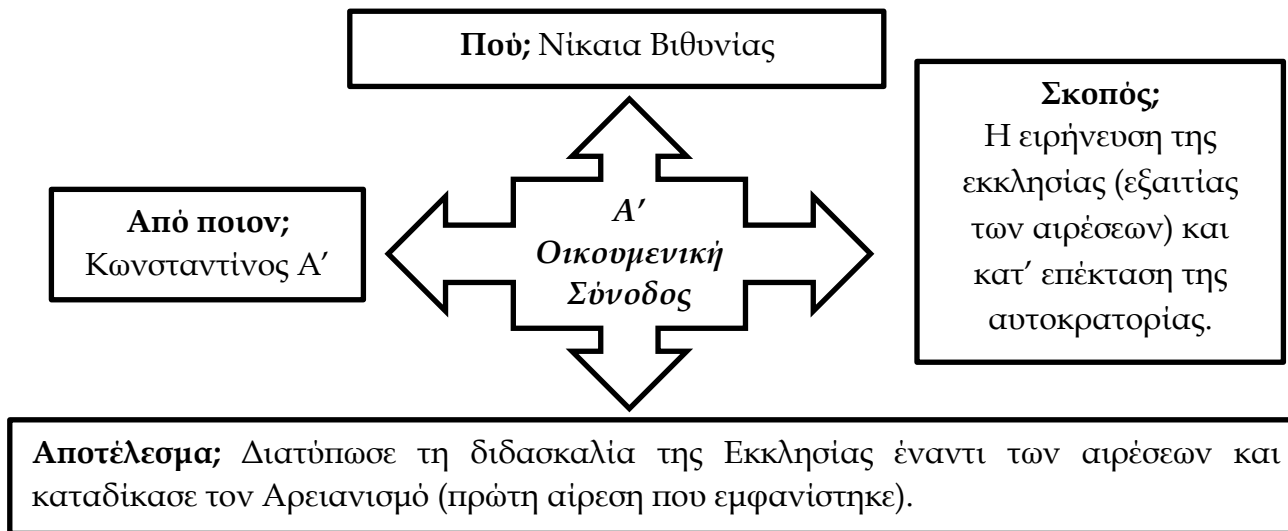 Πού; Νίκαια Βιθυνίας
Σκοπός;
Η ειρήνευση της
εκκλησίας (εξαιτίας
των αιρέσεων) και
κατ’ επέκταση της
αυτοκρατορίας.
Από ποιον;
Κωνσταντίνος Α’
Α’
Οικουμενική
Σύνοδος
Αποτέλεσμα; Διατύπωσε τη διδασκαλία της Εκκλησίας έναντι των αιρέσεων και
καταδίκασε τον Αρειανισμό (πρώτη αίρεση που εμφανίστηκε).